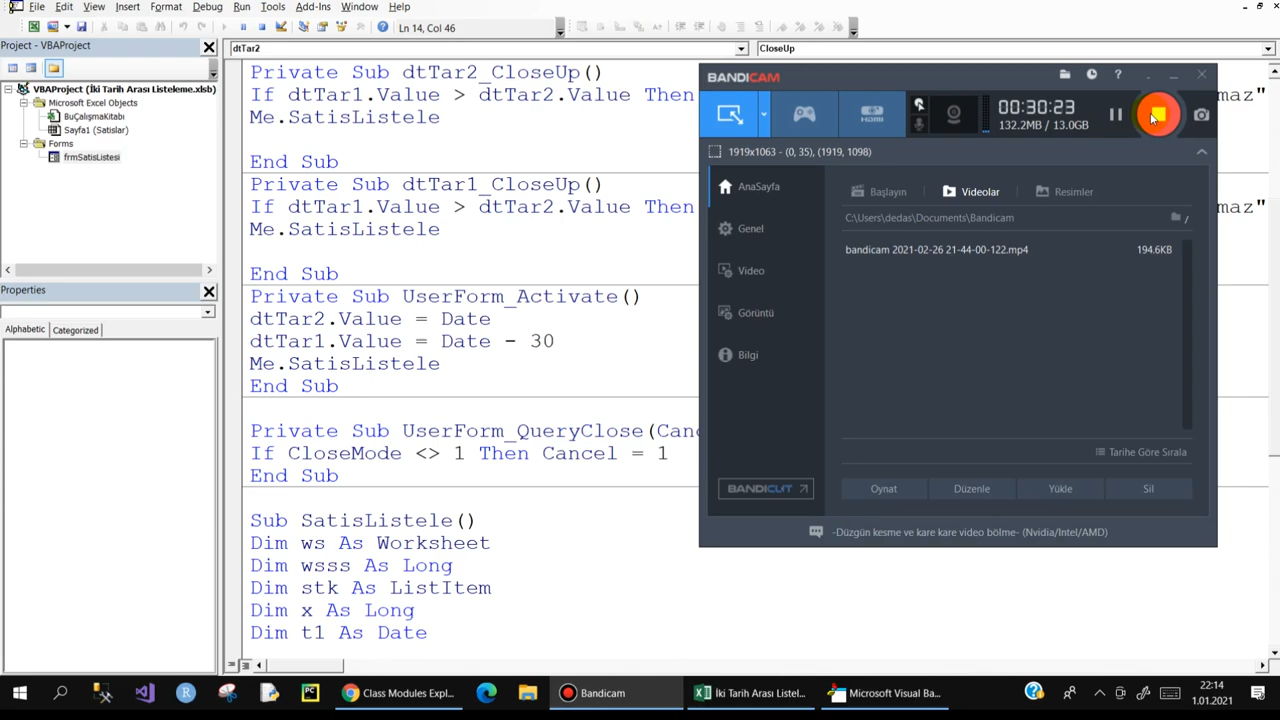 File Edit View Insert Format Debug Run Tools Add-Ins Window Help
Ln 14, Col 46
Project - VBAProject
VBAProject (İki Tarih Arası Listeleme.xlsb)
Microsoft Excel Objects
BuÇalışmaKitabı
Sayfa1 (Satislar)
Forms
frmSatisListesi
Properties
Alphabetic Categorized
dtTar2 CloseUp
Private Sub dtTar2_CloseUp()
If dtTar1.Value > dtTar2.Value Then maz"
Me.SatisListele
End Sub
Private Sub dtTar1_CloseUp()
If dtTar1.Value > dtTar2.Value Then maz"
Me.SatisListele
End Sub
Private Sub UserForm_Activate()
dtTar2.Value = Date
dtTar1.Value = Date - 30
Me.SatisListele
End Sub
Private Sub UserForm_QueryClose(Canc
If CloseMode <> 1 Then Cancel = 1
End Sub
Sub SatisListele()
Dim ws As Worksheet
Dim wsss As Long
Dim stk As ListItem
Dim x As Long
Dim t1 As Date
BANDICAM
HDMI
00:30:23
132.2MB / 13.0GB
1919x1063 - (0, 35), (1919, 1098)
AnaSayfa
Genel
Video
Görüntü
Bilgi
BANDICUT
Başlayın Videolar Resimler
C:\Users\dedas\Documents\Bandicam
bandicam 2021-02-26 21-44-00-122.mp4 194.6KB
Tarihe Göre Sırala
Oynat Düzenle Yükle Sil
-Düzgün kesme ve kare kare video bölme- (Nvidia/Intel/AMD)
Class Modules Expl...
Bandicam
İki Tarih Arası Listel...
Microsoft Visual Ba...
22:14
1.01.2021